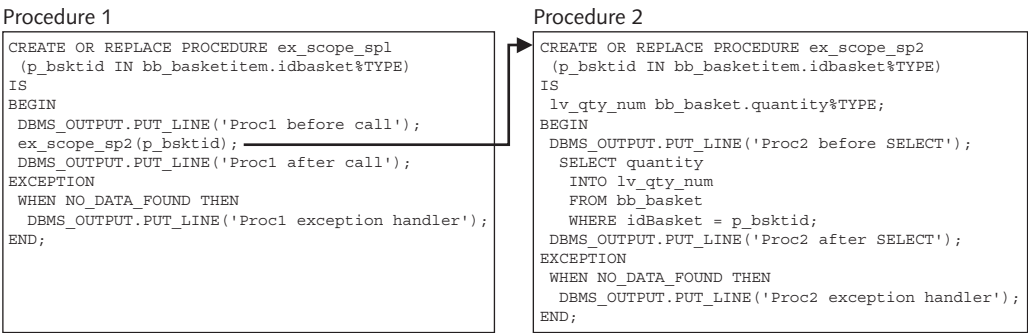 Procedure 1
CREATE OR REPLACE PROCEDURE ex_scope_sp1
(p_bsktid IN bb_basketitem.idbasket%TYPE)
IS
BEGIN
DBMS_OUTPUT.PUT_LINE('Proc1 before call');
ex_scope_sp2(p_bsktid);
DBMS_OUTPUT.PUT_LINE('Proc1 after call');
EXCEPTION
WHEN NO_DATA_FOUND THEN
DBMS_OUTPUT.PUT_LINE('Proc1 exception handler');
END;
Procedure 2
CREATE OR REPLACE PROCEDURE ex_scope_sp2
(p_bsktid IN bb_basketitem.idbasket%TYPE)
IS
lv_qty_num bb_basket.quantity%TYPE;
BEGIN
DBMS_OUTPUT.PUT_LINE('Proc2 before SELECT');
SELECT quantity
INTO lv_qty_num
FROM bb_basket
WHERE idBasket = p_bsktid;
DBMS_OUTPUT.PUT_LINE('Proc2 after SELECT');
EXCEPTION
WHEN NO_DATA_FOUND THEN
DBMS_OUTPUT.PUT_LINE('Proc2 exception handler');
END;